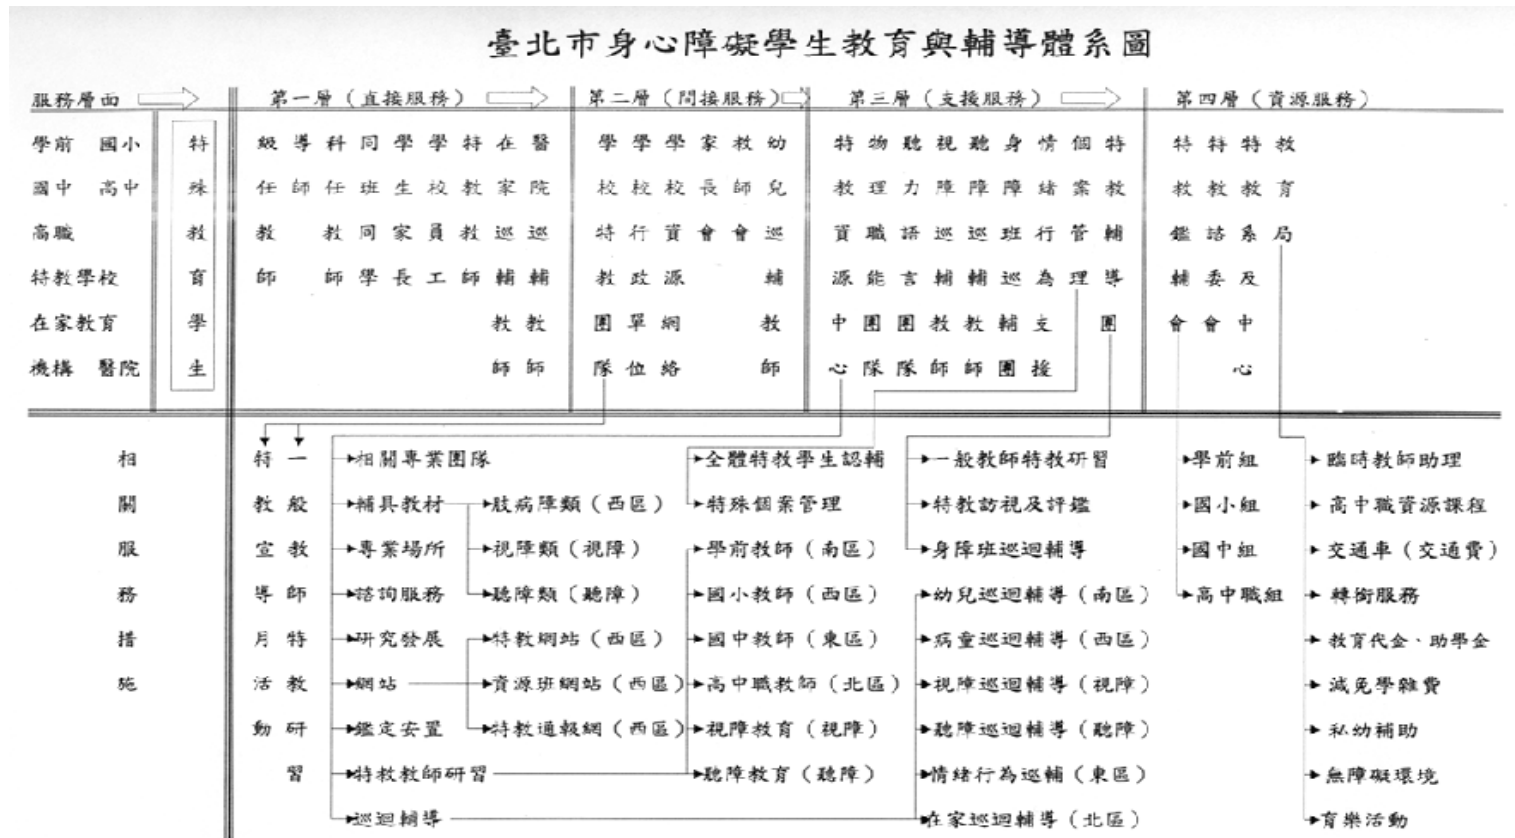 臺北市身心障礙學生教育與輔導體系圖
服務層面
第一層（直接服務）
第二層（間接服務）
第三層（支援服務）
第四層（資源服務）
學前 國小
國中 高中
高職
特教學校
在家教育
機構 醫院
特殊教育學生
級任教師
導師
科任教師
同班同學
學生家長
學校員工
特教教師
在家巡輔教師
醫院巡輔教師
學校特教團隊
學校行政單位
學校資源網絡
家長會
教師會
幼兒巡輔教師
特教資源中心
物理職能團隊
聽力語言團隊
視障巡輔教師
聽障巡輔教師
身障班巡輔團
情緒行為支援
個案管理
特教輔導團
特教鑑輔會
特教諮委會
特教系及中心
教育局
相關服務措施
特教宣導月活動
一般教師特教研習
相關專業團隊
輔具教材
專業場所
諮詢服務
研究發展
網站
鑑定安置
特教教師研習
巡迴輔導
肢病障類（西區）
視障類（視障）
聽障類（聽障）
特教網站（西區）
資源班網站（西區）
特教通報網（西區）
全體特教學生認輔
特殊個案管理
學前教師（南區）
國小教師（西區）
國中教師（東區）
高中職教師（北區）
視障教育（視障）
聽障教育（聽障）
一般教師特教研習
特教訪視及評鑑
身障班巡迴輔導
幼兒巡迴輔導（南區）
病童巡迴輔導（西區）
視障巡迴輔導（視障）
聽障巡迴輔導（聽障）
情緒行為巡輔（東區）
在家巡迴輔導（北區）
學前組
國小組
國中組
高中職組
臨時教師助理
高中職資源課程
交通車（交通費）
轉銜服務
教育代金、助學金
減免學雜費
私幼補助
無障礙環境
育樂活動